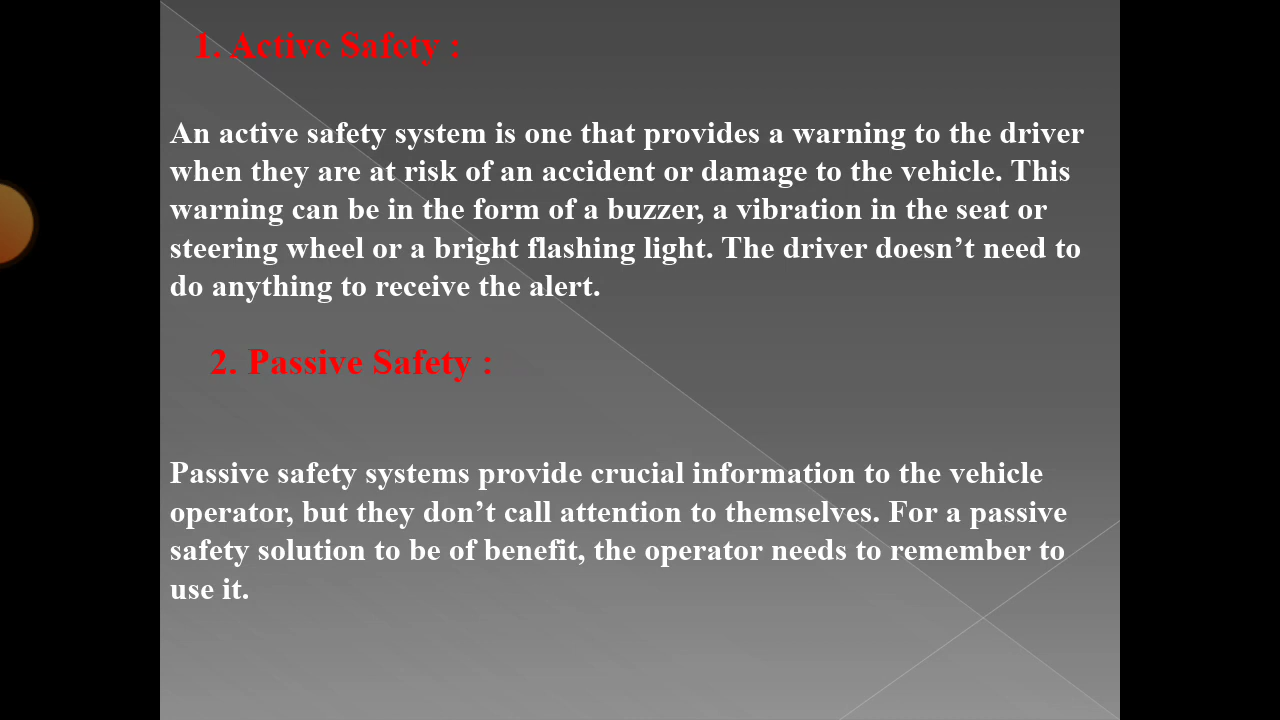 1. Active Safety :
An active safety system is one that provides a warning to the driver
when they are at risk of an accident or damage to the vehicle. This
warning can be in the form of a buzzer, a vibration in the seat or
steering wheel or a bright flashing light. The driver doesn’t need to
do anything to receive the alert.
2. Passive Safety :
Passive safety systems provide crucial information to the vehicle
operator, but they don’t call attention to themselves. For a passive
safety solution to be of benefit, the operator needs to remember to
use it.